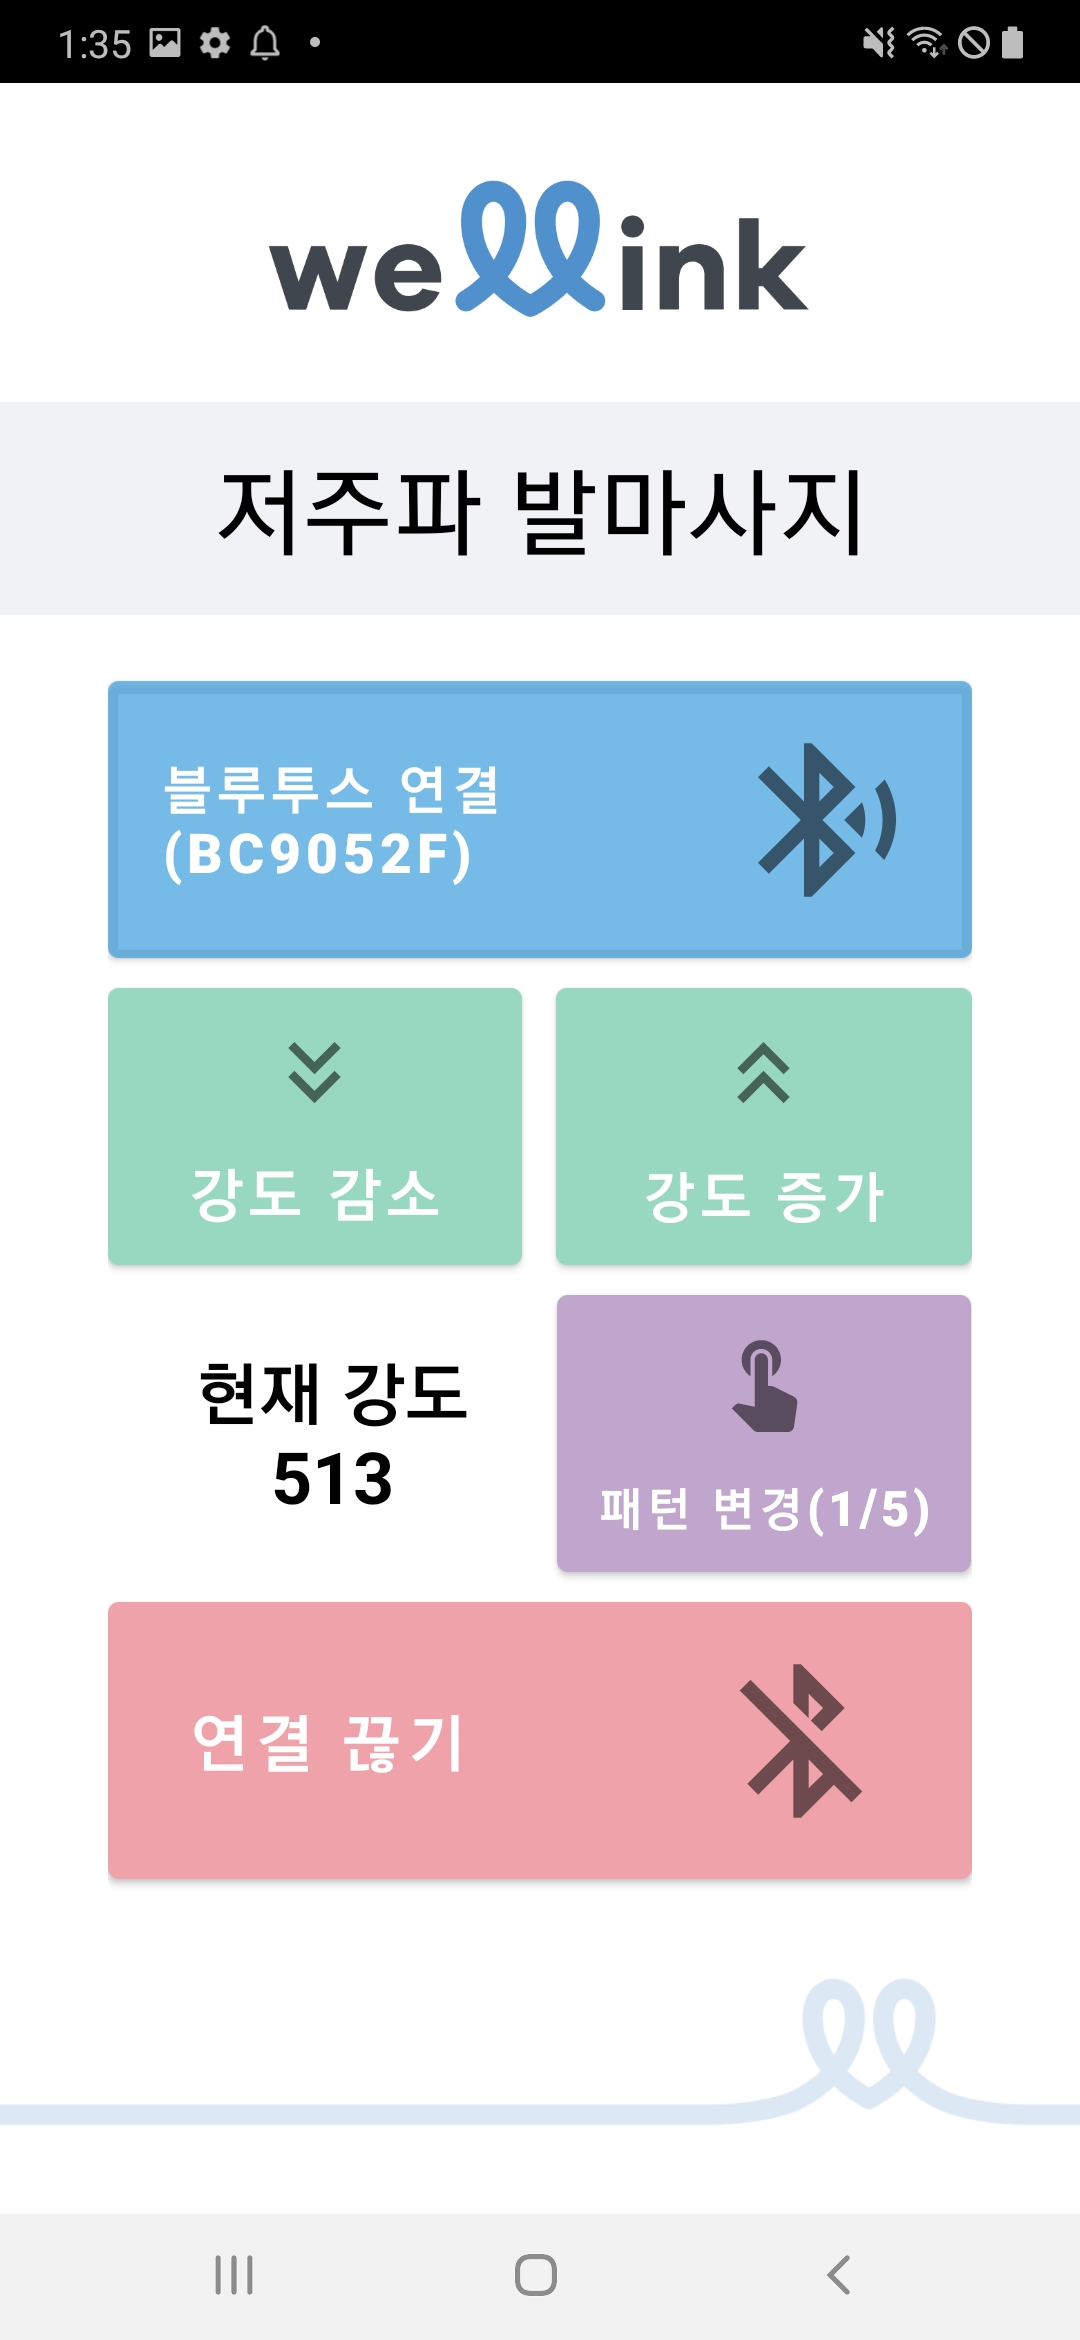 1:35
wellink
저주파 발마사지
블루투스 연결
(BC9052F)
강도 감소
강도 증가
현재 강도
513
패턴 변경(1/5)
연결 끊기